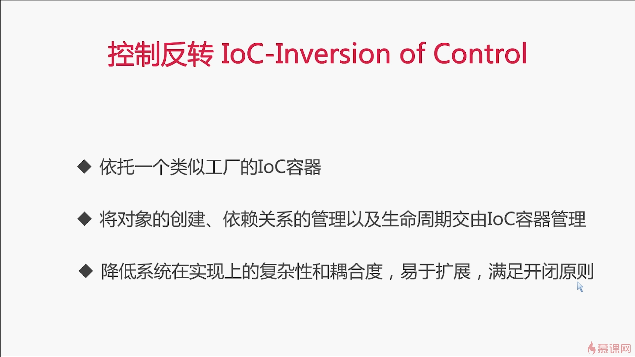 控制反转 IoC-Inversion of Control
◆ 依托一个类似工厂的IoC容器
◆ 将对象的创建、依赖关系的管理以及生命周期交由IoC容器管理
◆ 降低系统在实现上的复杂性和耦合度，易于扩展，满足开闭原则
慕课网